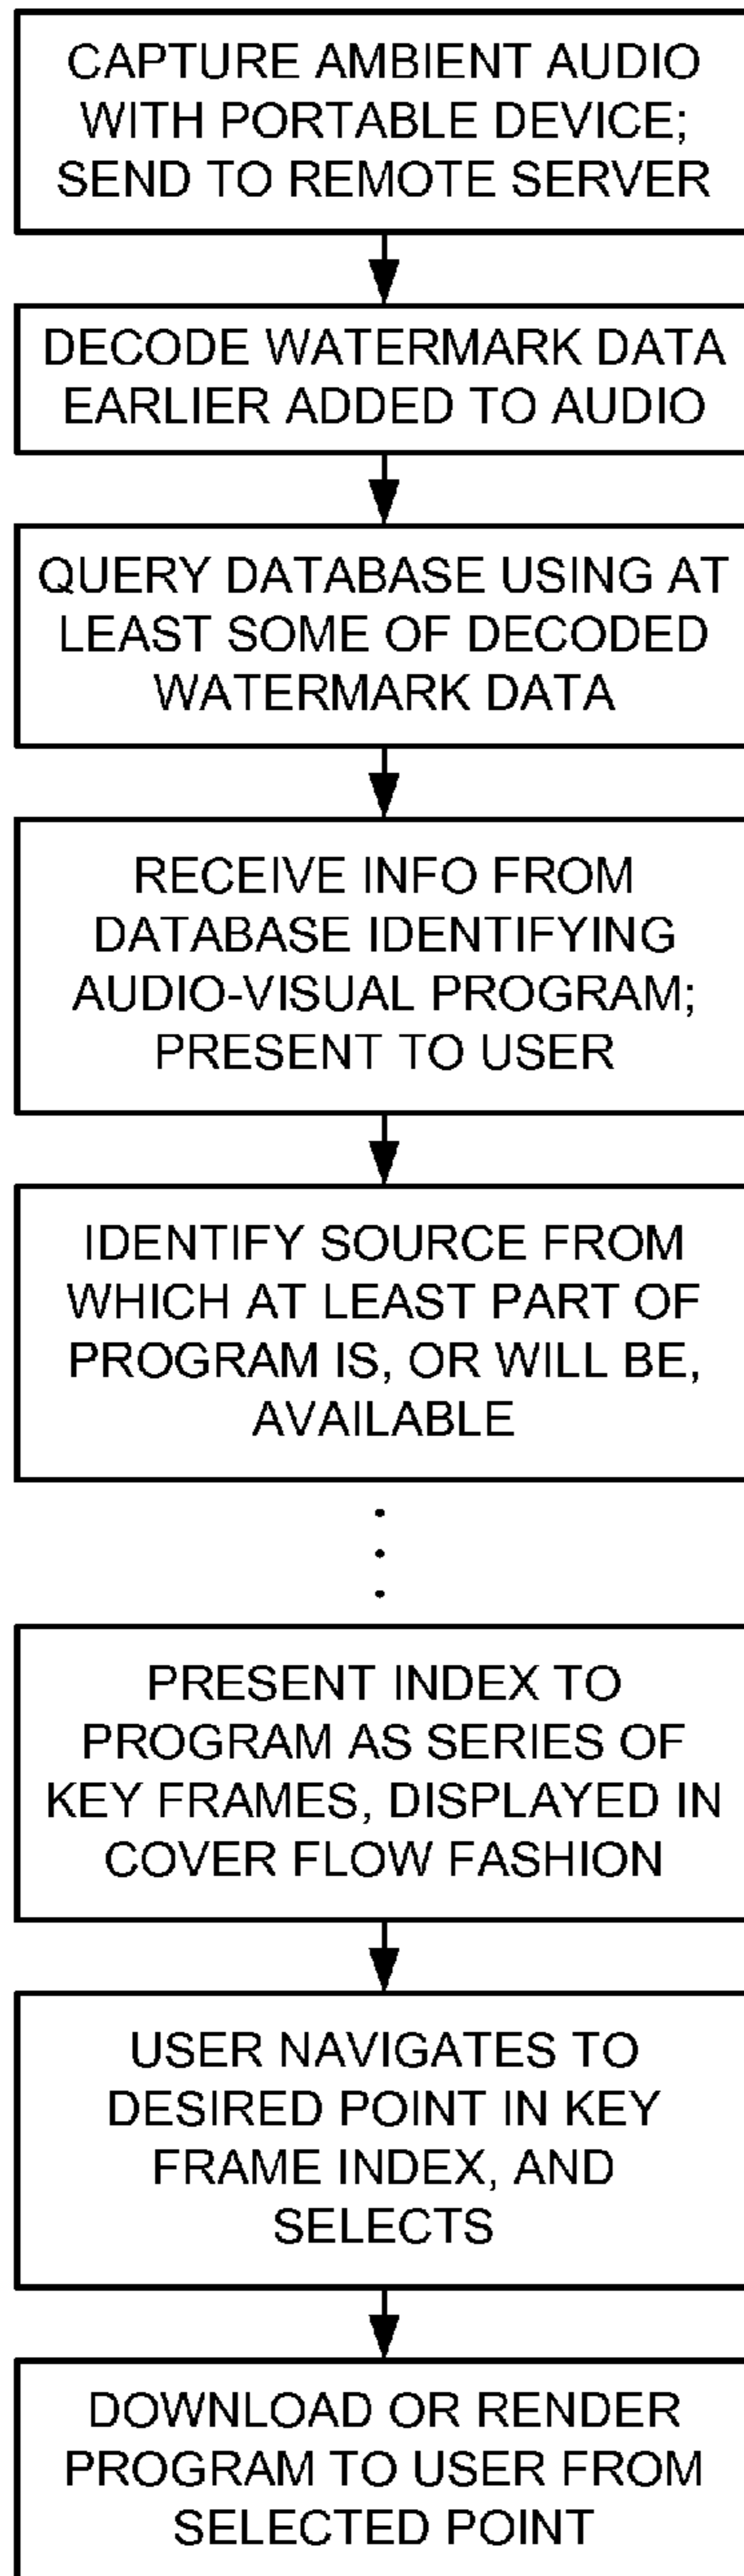 CAPTURE AMBIENT AUDIO
WITH PORTABLE DEVICE;
SEND TO REMOTE SERVER
DECODE WATERMARK DATA
EARLIER ADDED TO AUDIO
QUERY DATABASE USING AT
LEAST SOME OF DECODED
WATERMARK DATA
RECEIVE INFO FROM
DATABASE IDENTIFYING
AUDIO-VISUAL PROGRAM;
PRESENT TO USER
IDENTIFY SOURCE FROM
WHICH AT LEAST PART OF
PROGRAM IS, OR WILL BE,
AVAILABLE
PRESENT INDEX TO
PROGRAM AS SERIES OF
KEY FRAMES, DISPLAYED IN
COVER FLOW FASHION
USER NAVIGATES TO
DESIRED POINT IN KEY
FRAME INDEX, AND
SELECTS
DOWNLOAD OR RENDER
PROGRAM TO USER FROM
SELECTED POINT